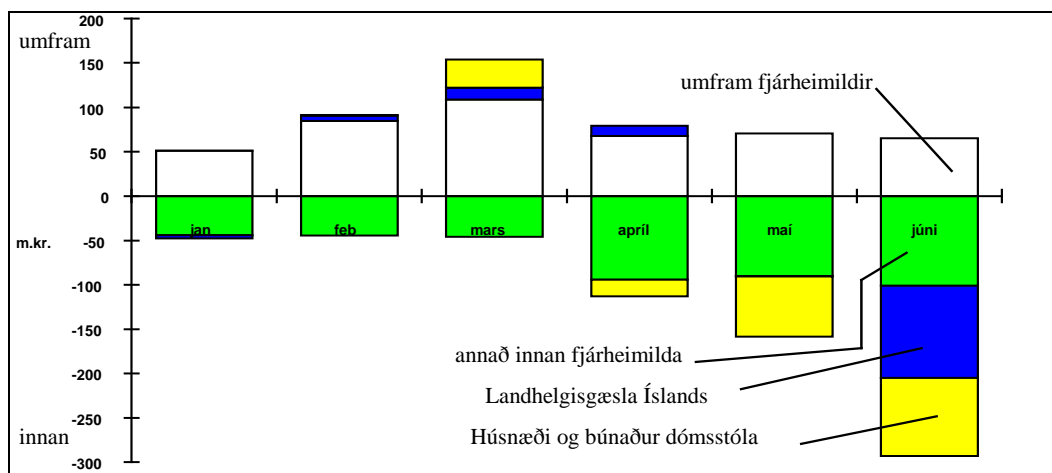 200
umfram
150
umfram fjárheimildir
100
50
0
jan
feb
mars
apríl
maí
júní
m.kr.
-50
-100
-150
annað innan fjárheimilda
-200
Landhelgisgæsla Íslands
-250
Húsnæði og búnaður dómsstóla
innan
-300